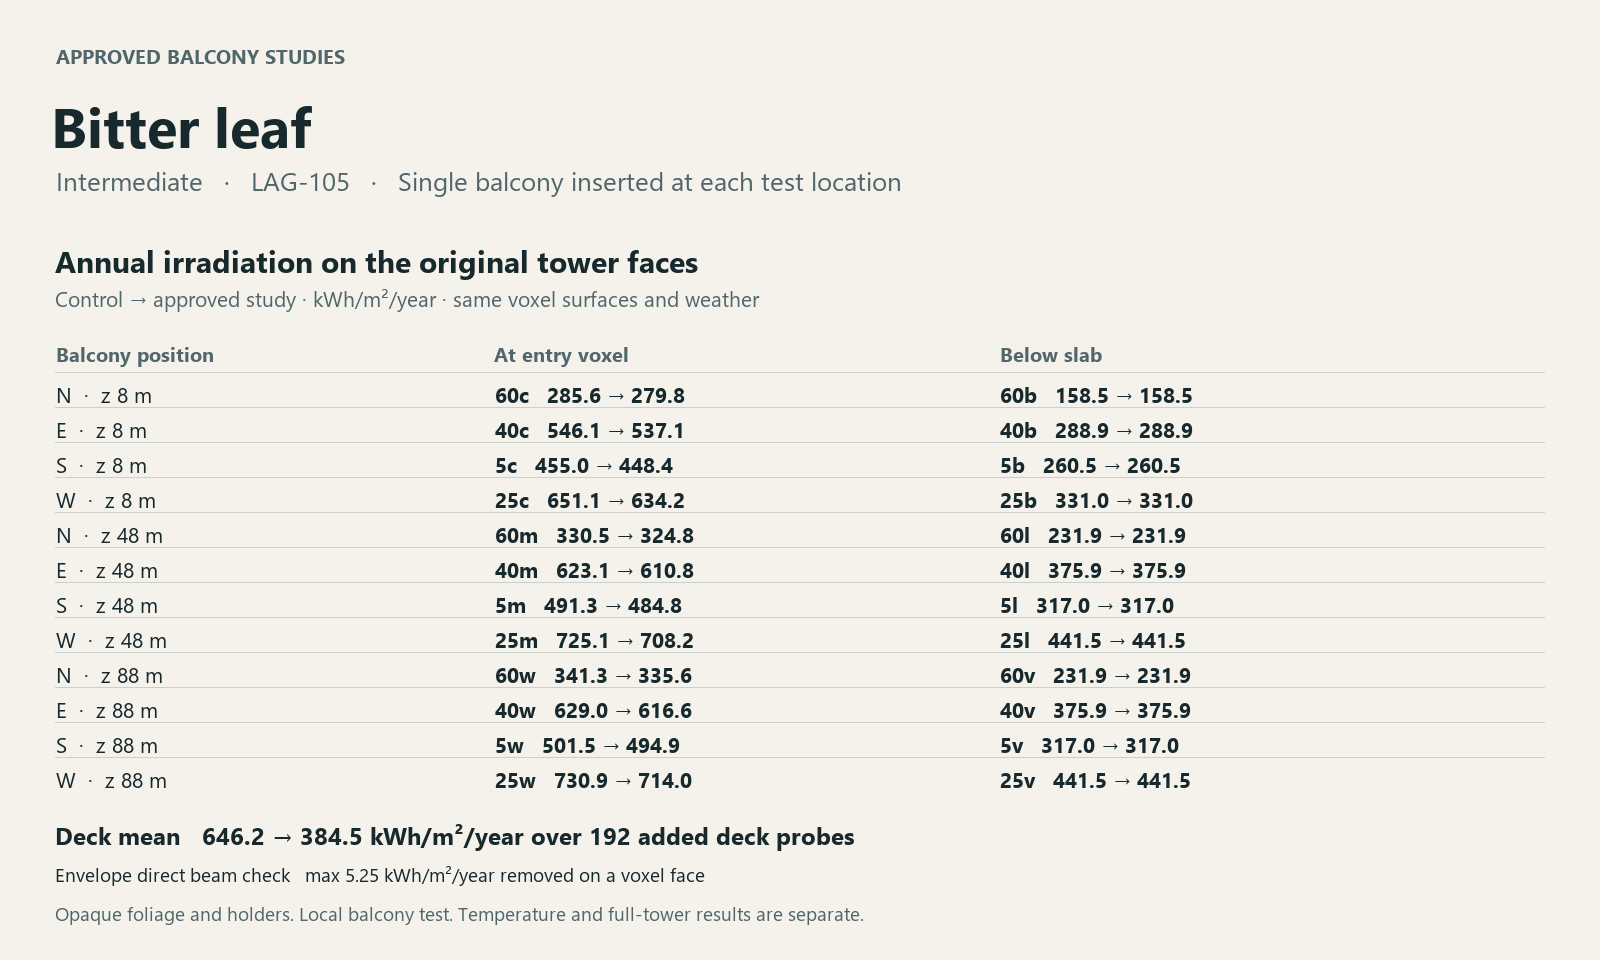 APPROVED BALCONY STUDIES
Bitter leaf
Intermediate · LAG-105 · Single balcony inserted at each test location
Annual irradiation on the original tower faces
Control → approved study · kWh/m²/year · same voxel surfaces and weather
Balcony position At entry voxel Below slab
N · z 8 m 60c 285.6 → 279.8 60b 158.5 → 158.5
E · z 8 m 40c 546.1 → 537.1 40b 288.9 → 288.9
S · z 8 m 5c 455.0 → 448.4 5b 260.5 → 260.5
W · z 8 m 25c 651.1 → 634.2 25b 331.0 → 331.0
N · z 48 m 60m 330.5 → 324.8 60l 231.9 → 231.9
E · z 48 m 40m 623.1 → 610.8 40l 375.9 → 375.9
S · z 48 m 5m 491.3 → 484.8 5l 317.0 → 317.0
W · z 48 m 25m 725.1 → 708.2 25l 441.5 → 441.5
N · z 88 m 60w 341.3 → 335.6 60v 231.9 → 231.9
E · z 88 m 40w 629.0 → 616.6 40v 375.9 → 375.9
S · z 88 m 5w 501.5 → 494.9 5v 317.0 → 317.0
W · z 88 m 25w 730.9 → 714.0 25v 441.5 → 441.5
Deck mean 646.2 → 384.5 kWh/m²/year over 192 added deck probes
Envelope direct beam check max 5.25 kWh/m²/year removed on a voxel face
Opaque foliage and holders. Local balcony test. Temperature and full-tower results are separate.